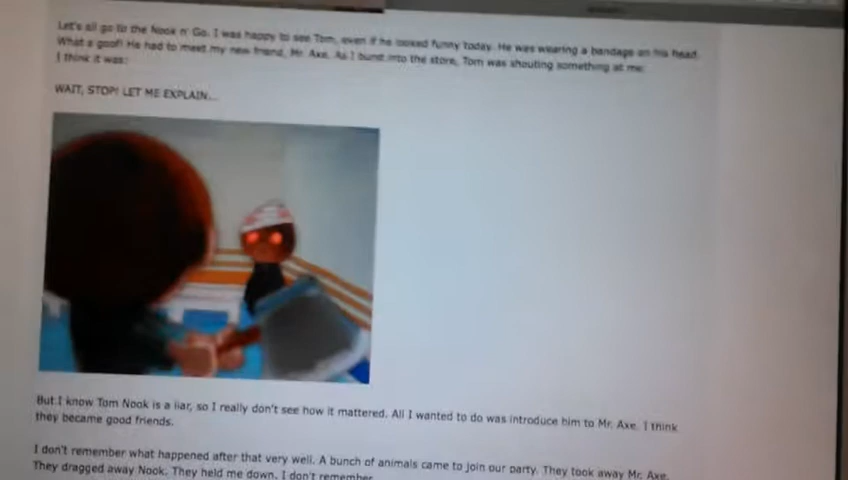 Let's all go to the Nook n' Go. I was happy to see Tom, even if he looked funny today. He was wearing a bandage on his head.
What a goof! He had to meet my new friend, Mr. Axe. As I burst into the store, Tom was shouting something at me.
I think it was:
WAIT, STOP! LET ME EXPLAIN...
But I know Tom Nook is a liar, so I really don't see how it mattered. All I wanted to do was introduce him to Mr. Axe. I think
they became good friends.
I don't remember what happened after that very well. A bunch of animals came to join our party. They took away Mr. Axe.
They dragged away Nook. They held me down. I don't remember